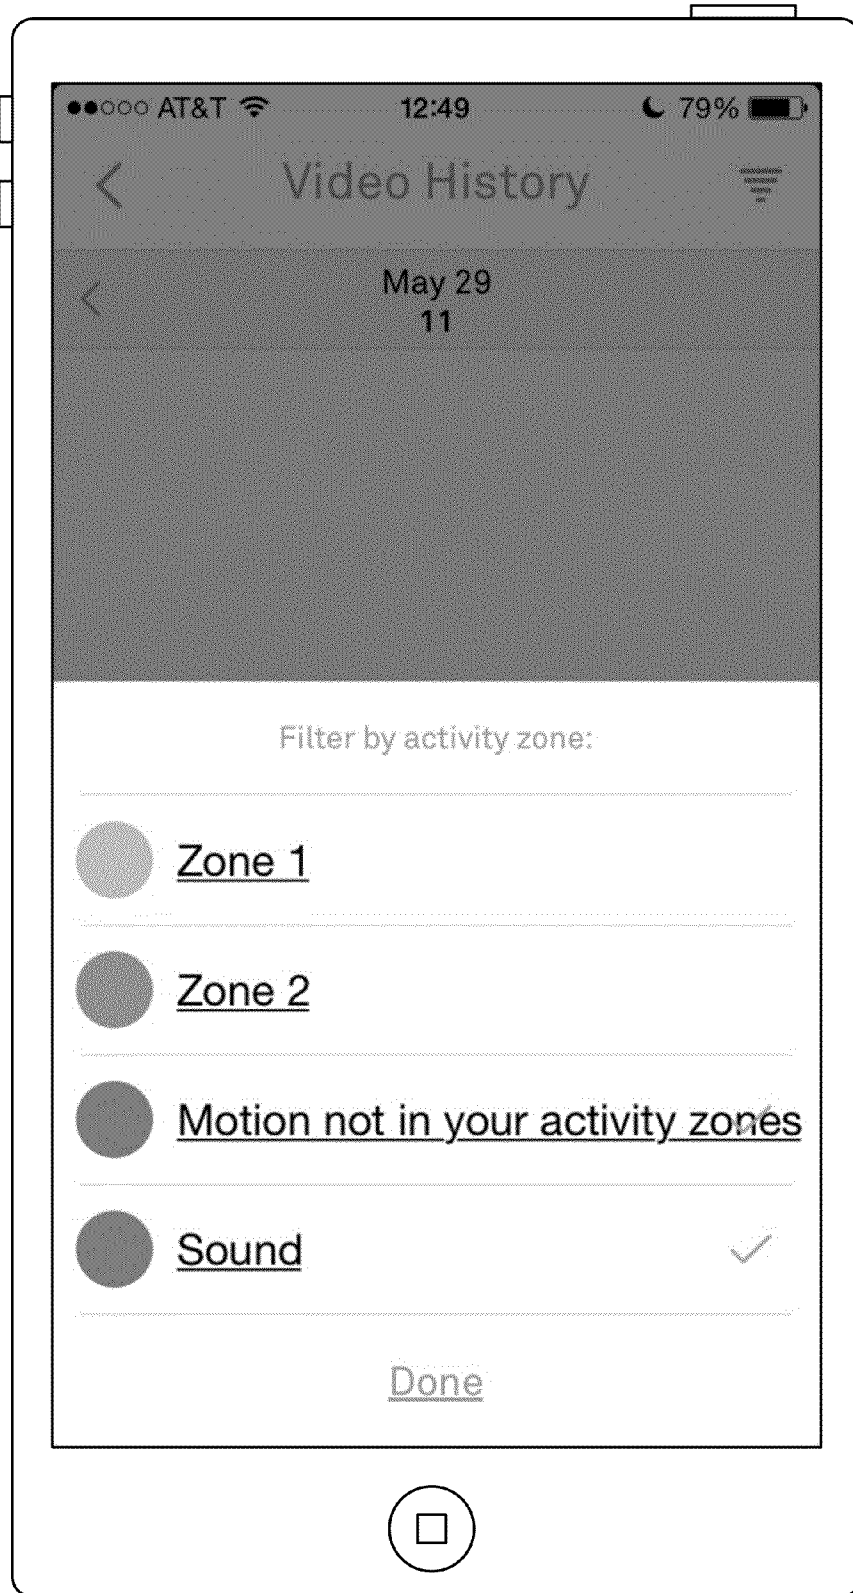 AT&T 12:49 79%
Video History
May 29
11
Filter by activity zone:
Zone 1
Zone 2
Motion not in your activity zones
Sound
Done